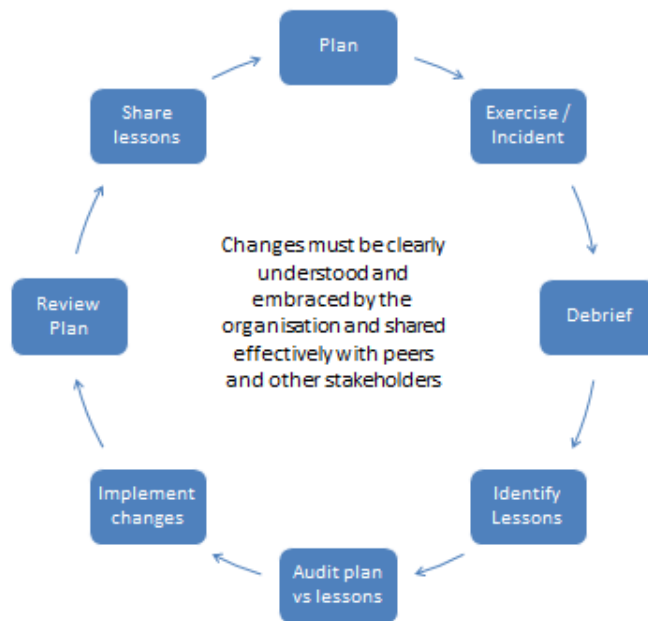 Plan
Exercise /
Incident
Debrief
Identify
Lessons
Audit plan
vs lessons
Implement
changes
Review
Plan
Share
lessons
Changes must be clearly
understood and
embraced by the
organisation and shared
effectively with peers
and other stakeholders